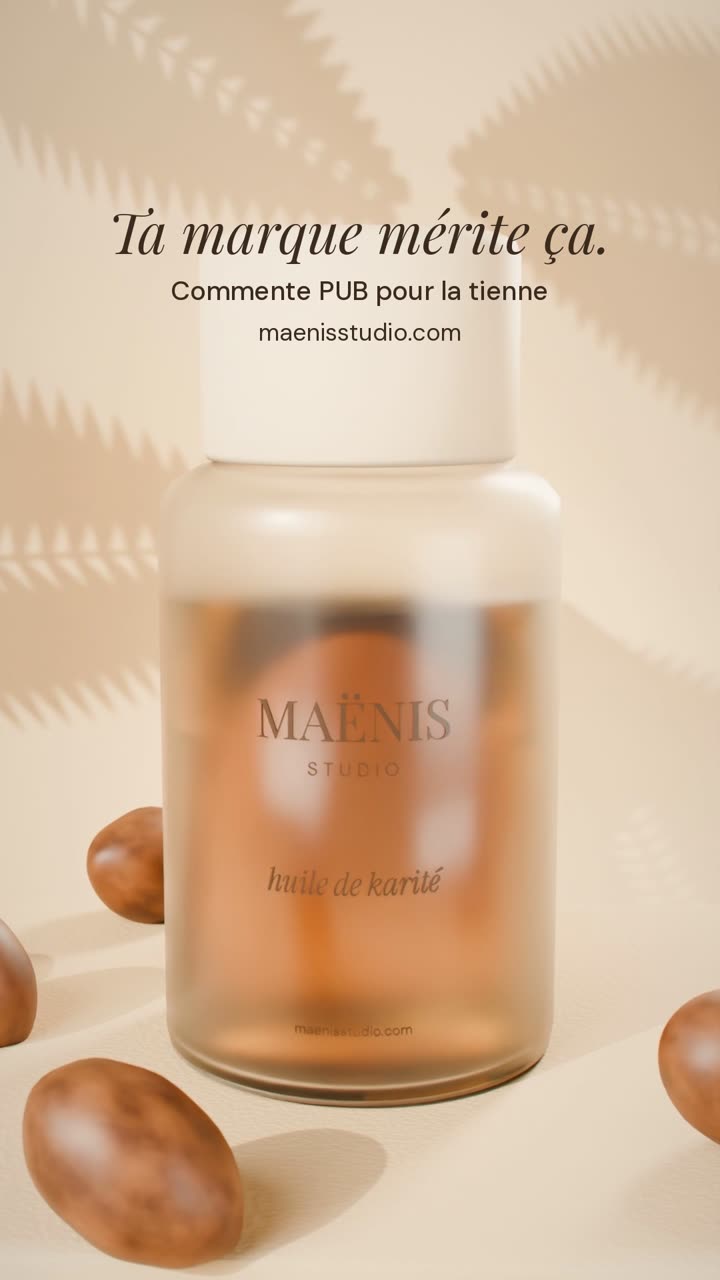 Ta marque mérite ça.
Commente PUB pour la tienne
maenisstudio.com
MAËNIS
STUDIO
huile de karité
maenisstudio.com